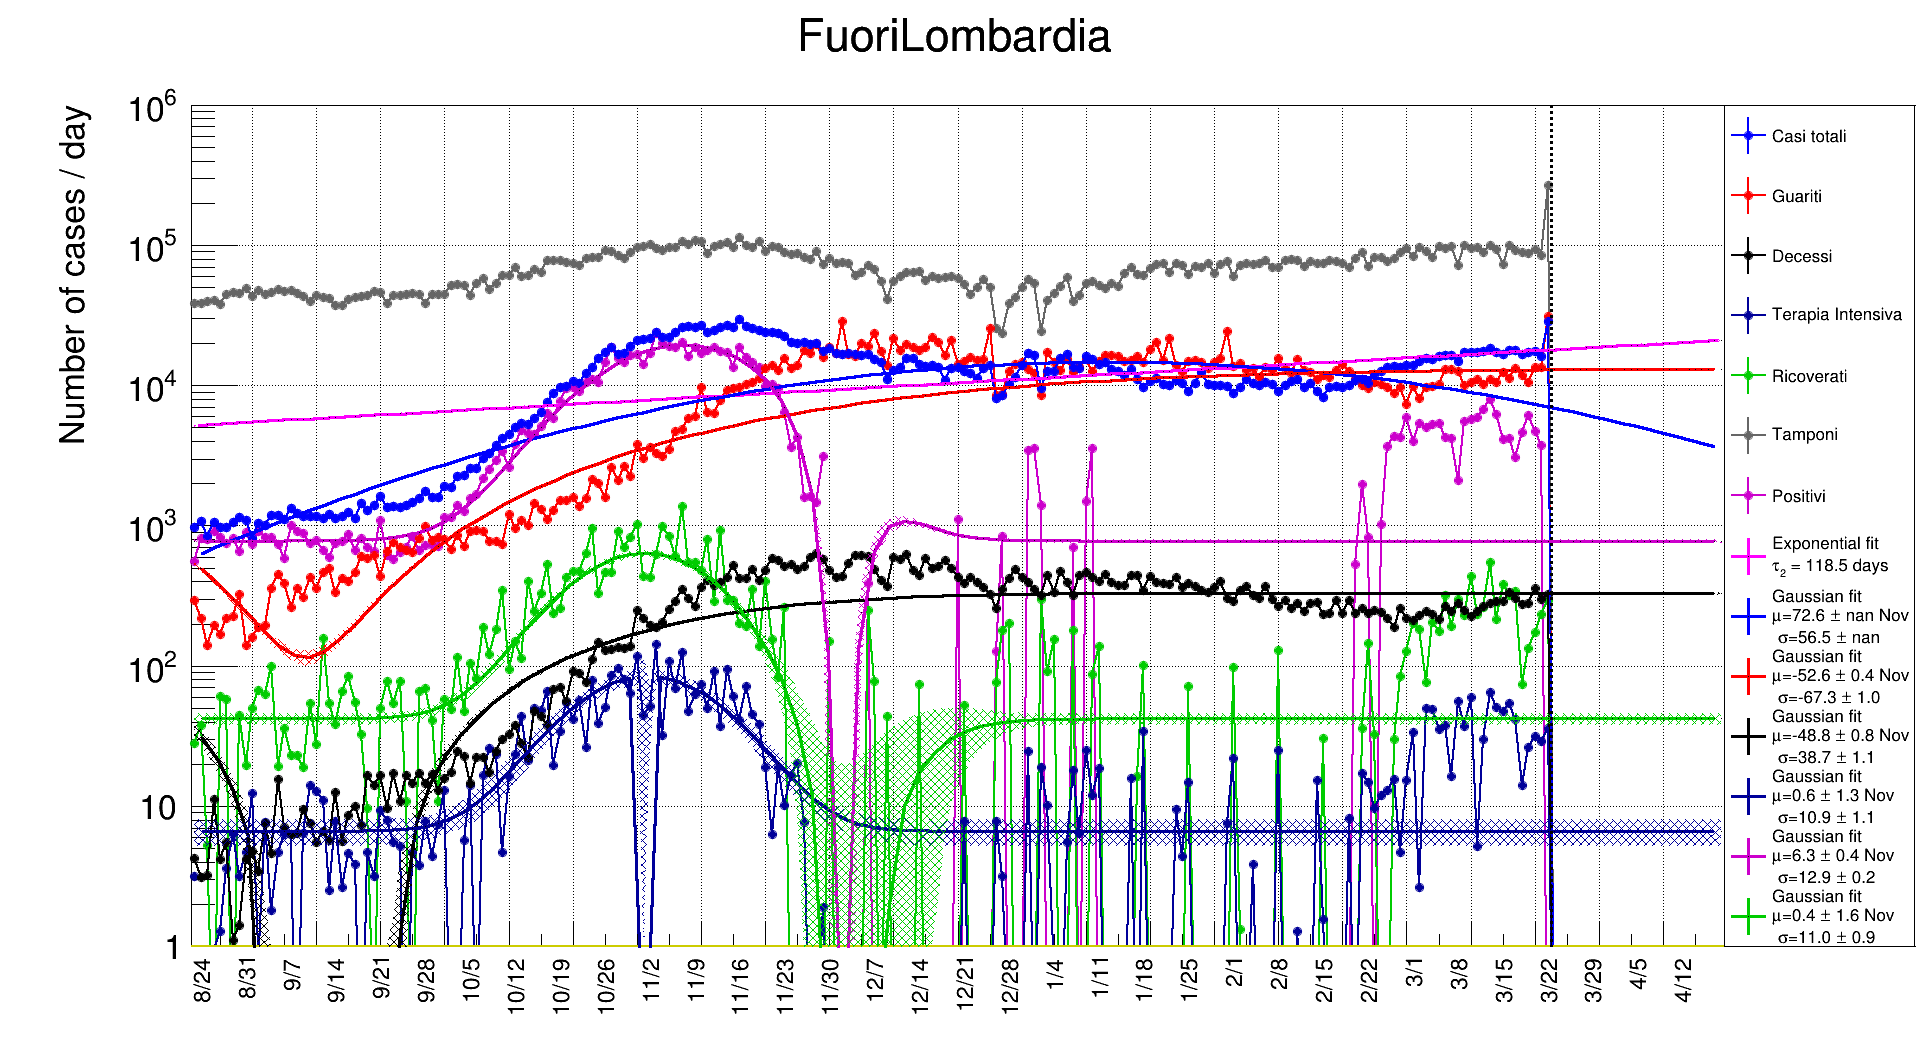 FuoriLombardia
Number of cases / day
10^6
10^5
10^4
10^3
10^2
10
1
8/24
8/31
9/7
9/14
9/21
9/28
10/5
10/12
10/19
10/26
11/2
11/9
11/16
11/23
11/30
12/7
12/14
12/21
12/28
1/4
1/11
1/18
1/25
2/1
2/8
2/15
2/22
3/1
3/8
3/15
3/22
3/29
4/5
4/12
Casi totali
Guariti
Decessi
Terapia Intensiva
Ricoverati
Tamponi
Positivi
Exponential fit
τ₂ = 118.5 days
Gaussian fit
μ=72.6 ± nan Nov
σ=56.5 ± nan
Gaussian fit
μ=-52.6 ± 0.4 Nov
σ=-67.3 ± 1.0
Gaussian fit
μ=-48.8 ± 0.8 Nov
σ=38.7 ± 1.1
Gaussian fit
μ=0.6 ± 1.3 Nov
σ=10.9 ± 1.1
Gaussian fit
μ=6.3 ± 0.4 Nov
σ=12.9 ± 0.2
Gaussian fit
μ=0.4 ± 1.6 Nov
σ=11.0 ± 0.9